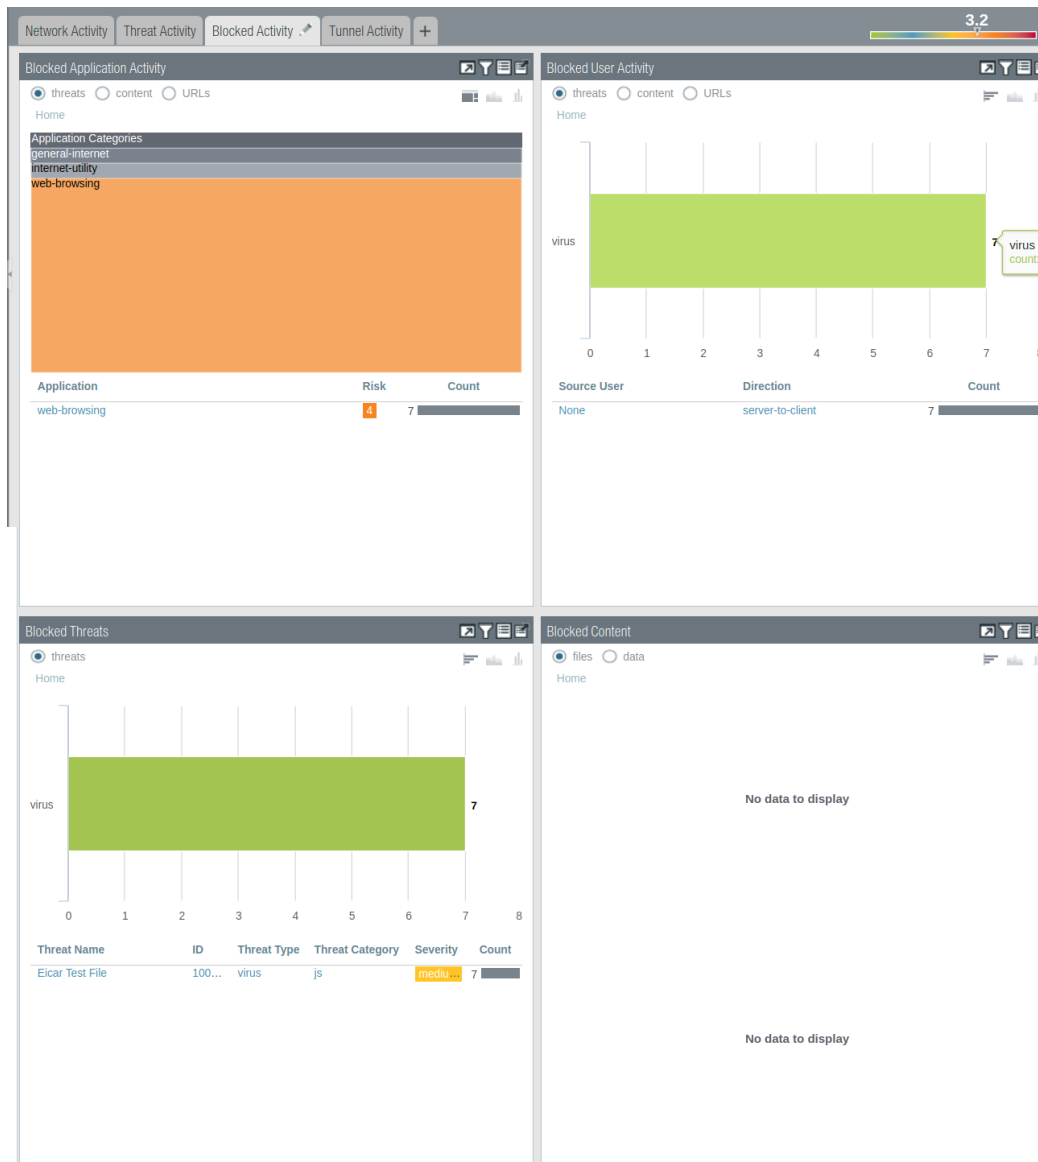 Network Activity Threat Activity Blocked Activity Tunnel Activity + 3.2
Blocked Application Activity
threats content URLs
Home
Application Categories
general-internet
internet-utility
web-browsing
Application Risk Count
web-browsing 4 7
Blocked User Activity
threats content URLs
Home
virus
7
virus
count:
0 1 2 3 4 5 6 7 8
Source User Direction Count
None server-to-client 7
Blocked Threats
threats
Home
virus
7
0 1 2 3 4 5 6 7 8
Threat Name ID Threat Type Threat Category Severity Count
Eicar Test File 100... virus js mediu... 7
Blocked Content
files data
Home
No data to display
No data to display